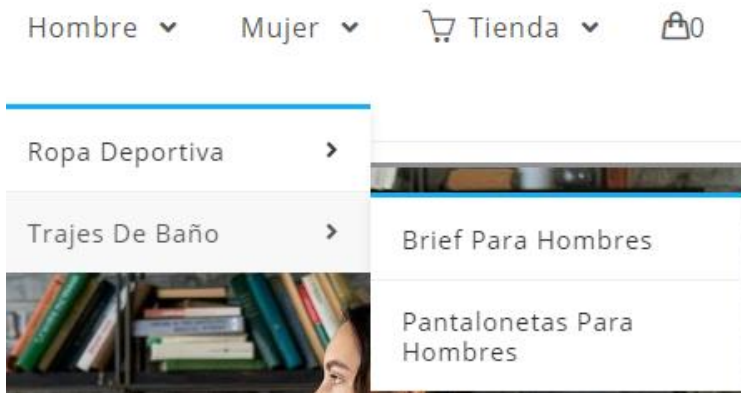 Hombre
Mujer
Tienda
0
Ropa Deportiva
Trajes De Baño
Brief Para Hombres
Pantalonetas Para
Hombres